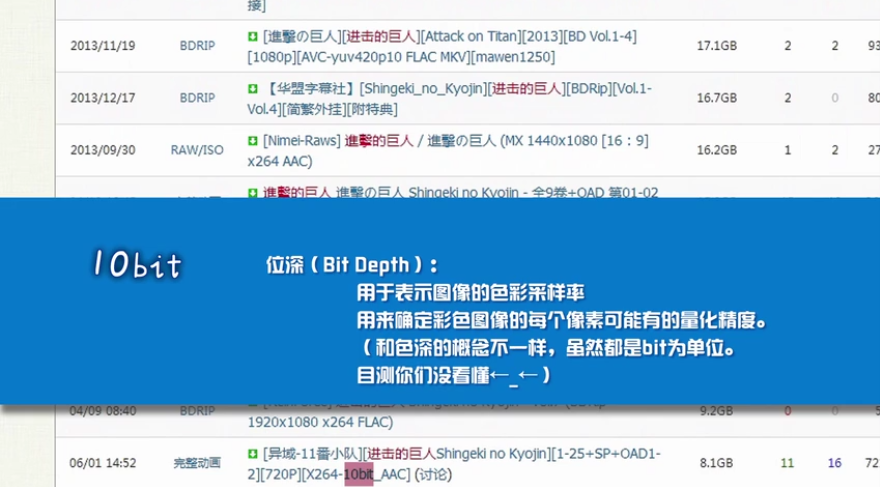 接]
2013/11/19 BDRIP [進撃の巨人][进击的巨人][Attack on Titan][2013][BD Vol.1-4] 17.1GB 2 2 93
[1080p][AVC-yuv420p10 FLAC MKV][mawen1250]
2013/12/17 BDRIP 【华盟字幕社】[Shingeki_no_Kyojin][进击的巨人][BDRip][Vol.1- 16.7GB 2 0 80
Vol.4][简繁外挂][附特典]
2013/09/30 RAW/ISO [Nimei-Raws] 進擊的巨人 / 進撃の巨人 (MX 1440x1080 [16 : 9] 16.2GB 1 2 27
x264 AAC)
進擊的巨人 進撃の巨人 Shingeki no Kyojin - 全9卷+OAD 第01-02
10bit
位深（Bit Depth）:
用于表示图像的色彩采样率
用来确定彩色图像的每个像素可能有的量化精度。
（和色深的概念不一样，虽然都是bit为单位。
目测你们没看懂←_←）
04/09 08:40 BDRIP 9.2GB 0 0
1920x1080 x264 FLAC)
06/01 14:52 完整动画 [异域-11番小队][进击的巨人Shingeki no Kyojin][1-25+SP+OAD1- 8.1GB 11 16 72
2][720P][X264-10bit_AAC] (讨论)